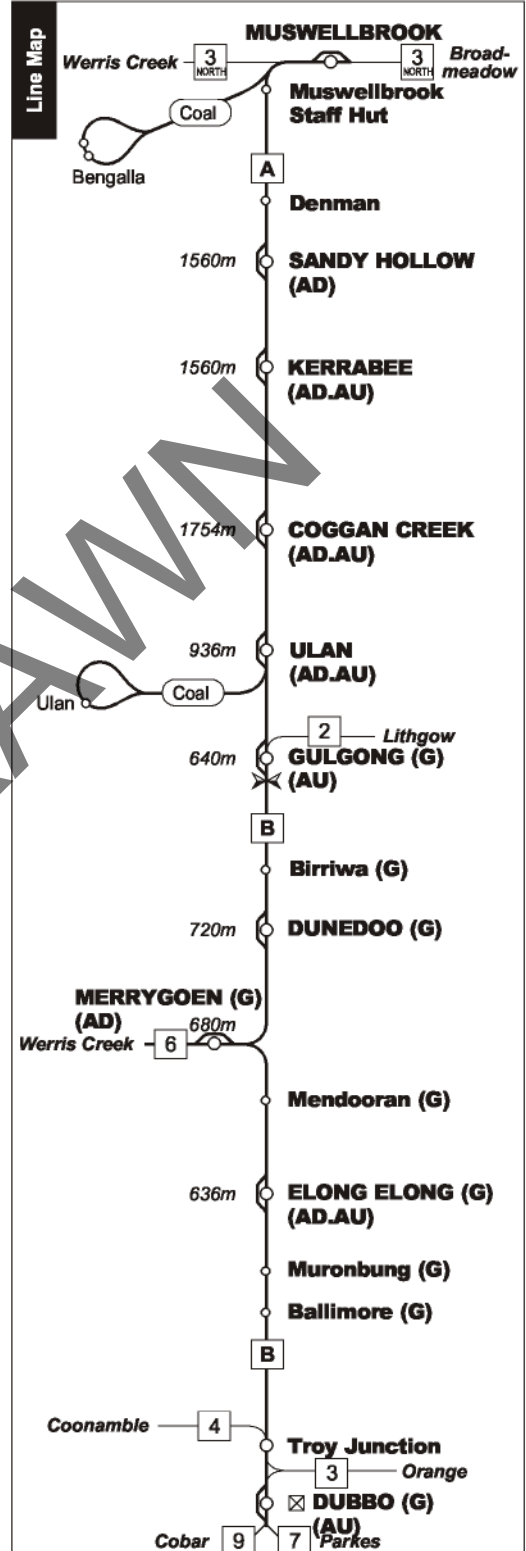 Line Map
MUSWELLBROOK
Werris Creek
3
NORTH
3
NORTH
Broad-
meadow
Muswellbrook
Staff Hut
Coal
Bengalla
A
Denman
1560m
SANDY HOLLOW
(AD)
1560m
KERRABEE
(AD.AU)
1754m
COGGAN CREEK
(AD.AU)
936m
ULAN
(AD.AU)
Ulan
Coal
2
Lithgow
640m
GULGONG (G)
(AU)
B
Birriwa (G)
720m
DUNEDOO (G)
MERRYGOEN (G)
(AD)
680m
Werris Creek
6
Mendooran (G)
636m
ELONG ELONG (G)
(AD.AU)
Muronbung (G)
Ballimore (G)
B
Coonamble
4
Troy Junction
3
Orange
DUBBO (G)
(AU)
Cobar
9
7
Parkes
AWN